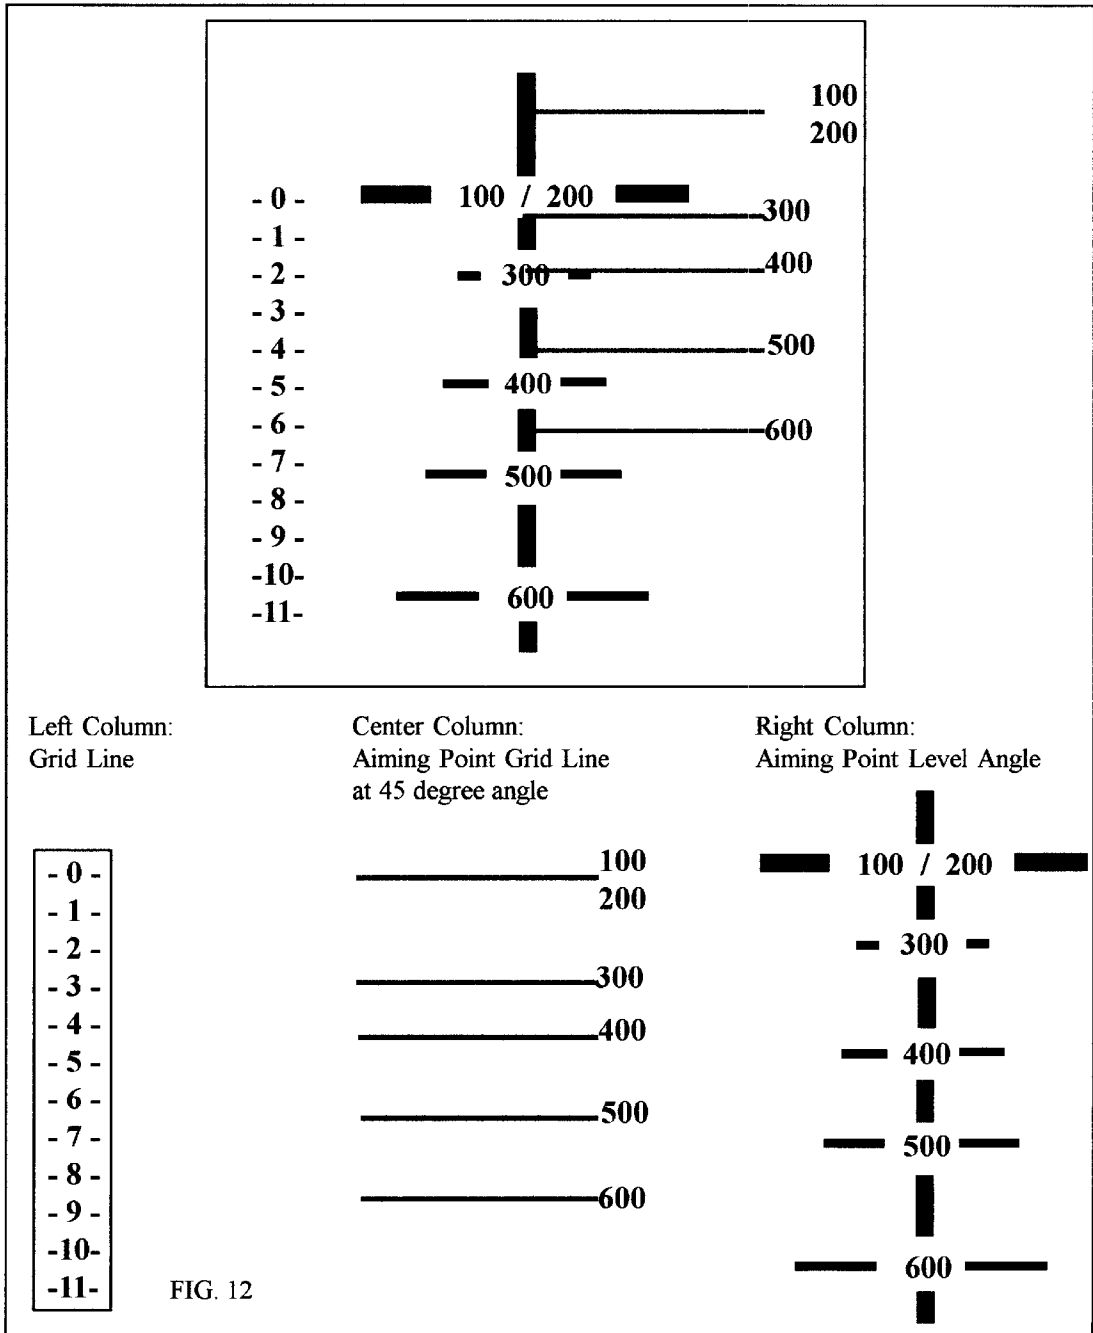 100
200
- 0 - 100 / 200
300
- 1 -
400
- 2 - 300
- 3 -
500
- 4 -
- 5 - 400
- 6 - 600
- 7 - 500
- 8 -
- 9 -
-10-
600
-11-
Left Column:
Grid Line
Center Column:
Aiming Point Grid Line
at 45 degree angle
Right Column:
Aiming Point Level Angle
- 0 -
- 1 -
- 2 -
- 3 -
- 4 -
- 5 -
- 6 -
- 7 -
- 8 -
- 9 -
-10-
-11-
100
200
300
400
500
600
100 / 200
300
400
500
600
FIG. 12